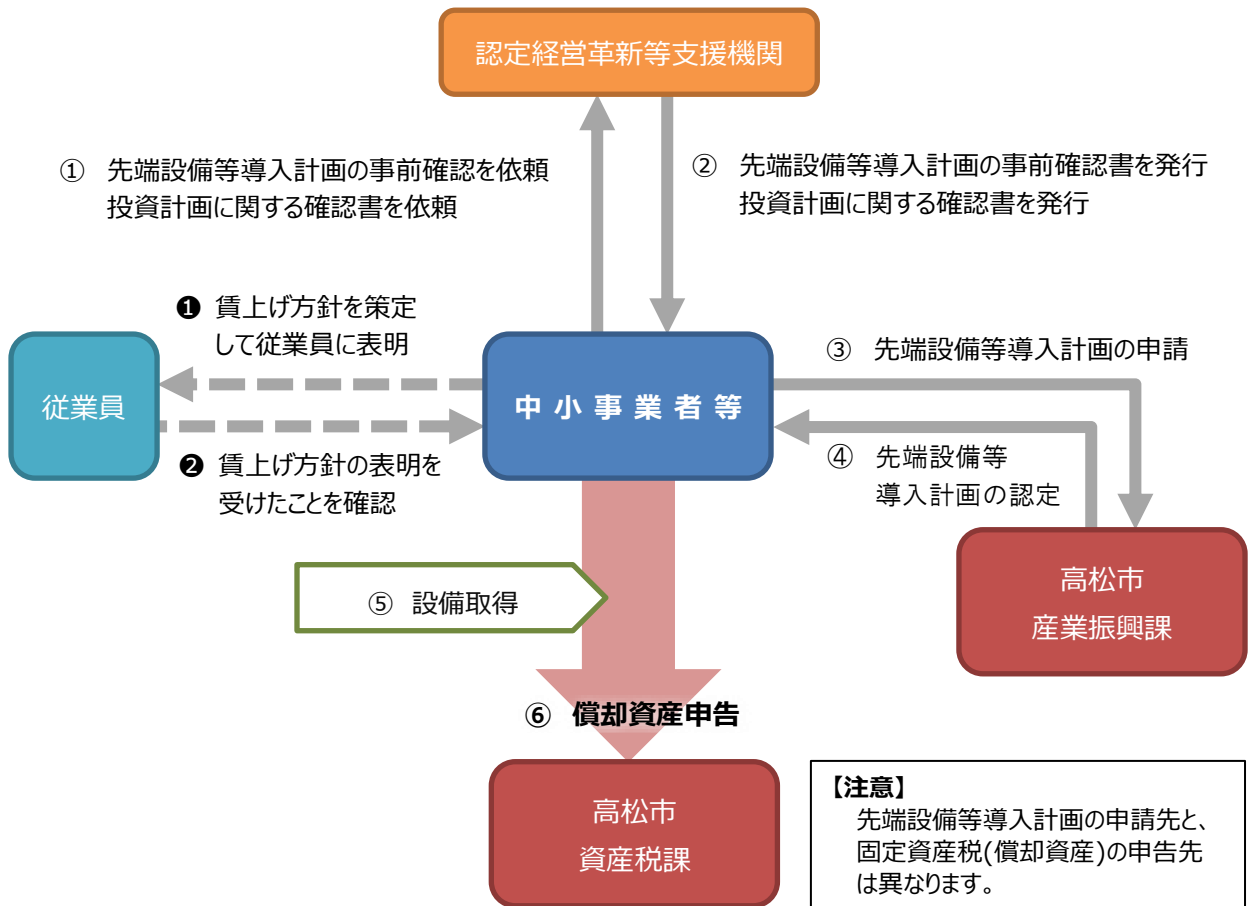 認定経営革新等支援機関
① 先端設備等導入計画の事前確認を依頼
投資計画に関する確認書を依頼
② 先端設備等導入計画の事前確認書を発行
投資計画に関する確認書を発行
❶ 賃上げ方針を策定
して従業員に表明
従業員
❷ 賃上げ方針の表明を
受けたことを確認
中小事業者等
③ 先端設備等導入計画の申請
④ 先端設備等
導入計画の認定
高松市
産業振興課
⑤ 設備取得
⑥ 償却資産申告
高松市
資産税課
【注意】
先端設備等導入計画の申請先と、
固定資産税(償却資産)の申告先
は異なります。